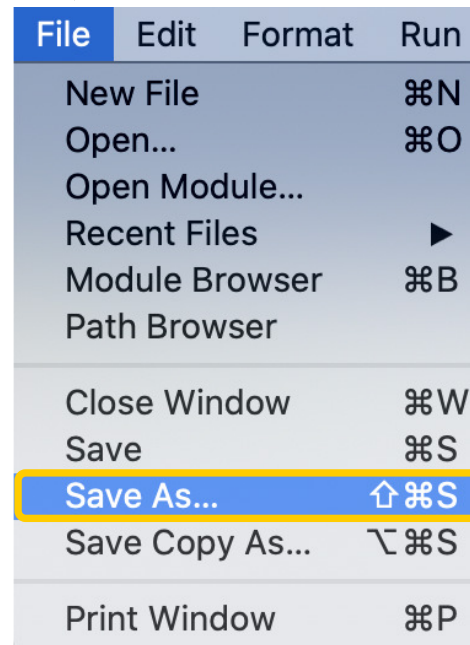 File Edit Format Run
New File ⌘N
Open... ⌘O
Open Module...
Recent Files ▶
Module Browser ⌘B
Path Browser
Close Window ⌘W
Save ⌘S
Save As... ⇧⌘S
Save Copy As... ⌥⌘S
Print Window ⌘P